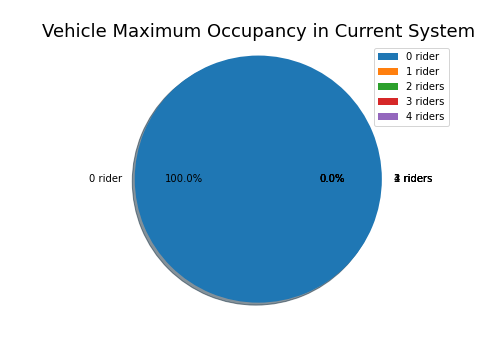 Vehicle Maximum Occupancy in Current System
0 rider
1 rider
2 riders
3 riders
4 riders
0 rider
100.0%
0.0%
riders